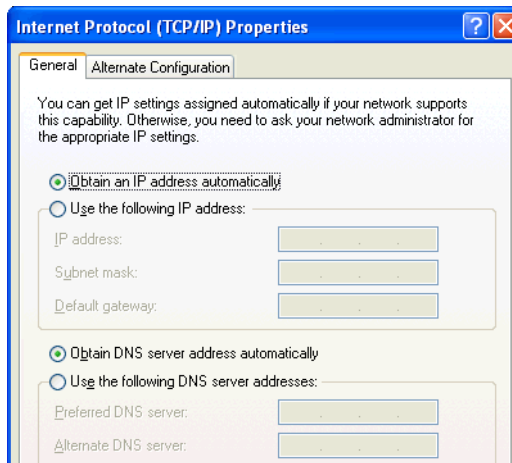 Internet Protocol (TCP/IP) Properties
General
Alternate Configuration
You can get IP settings assigned automatically if your network supports
this capability. Otherwise, you need to ask your network administrator for
the appropriate IP settings.
Obtain an IP address automatically
Use the following IP address:
IP address:
Subnet mask:
Default gateway:
Obtain DNS server address automatically
Use the following DNS server addresses:
Preferred DNS server:
Alternate DNS server: